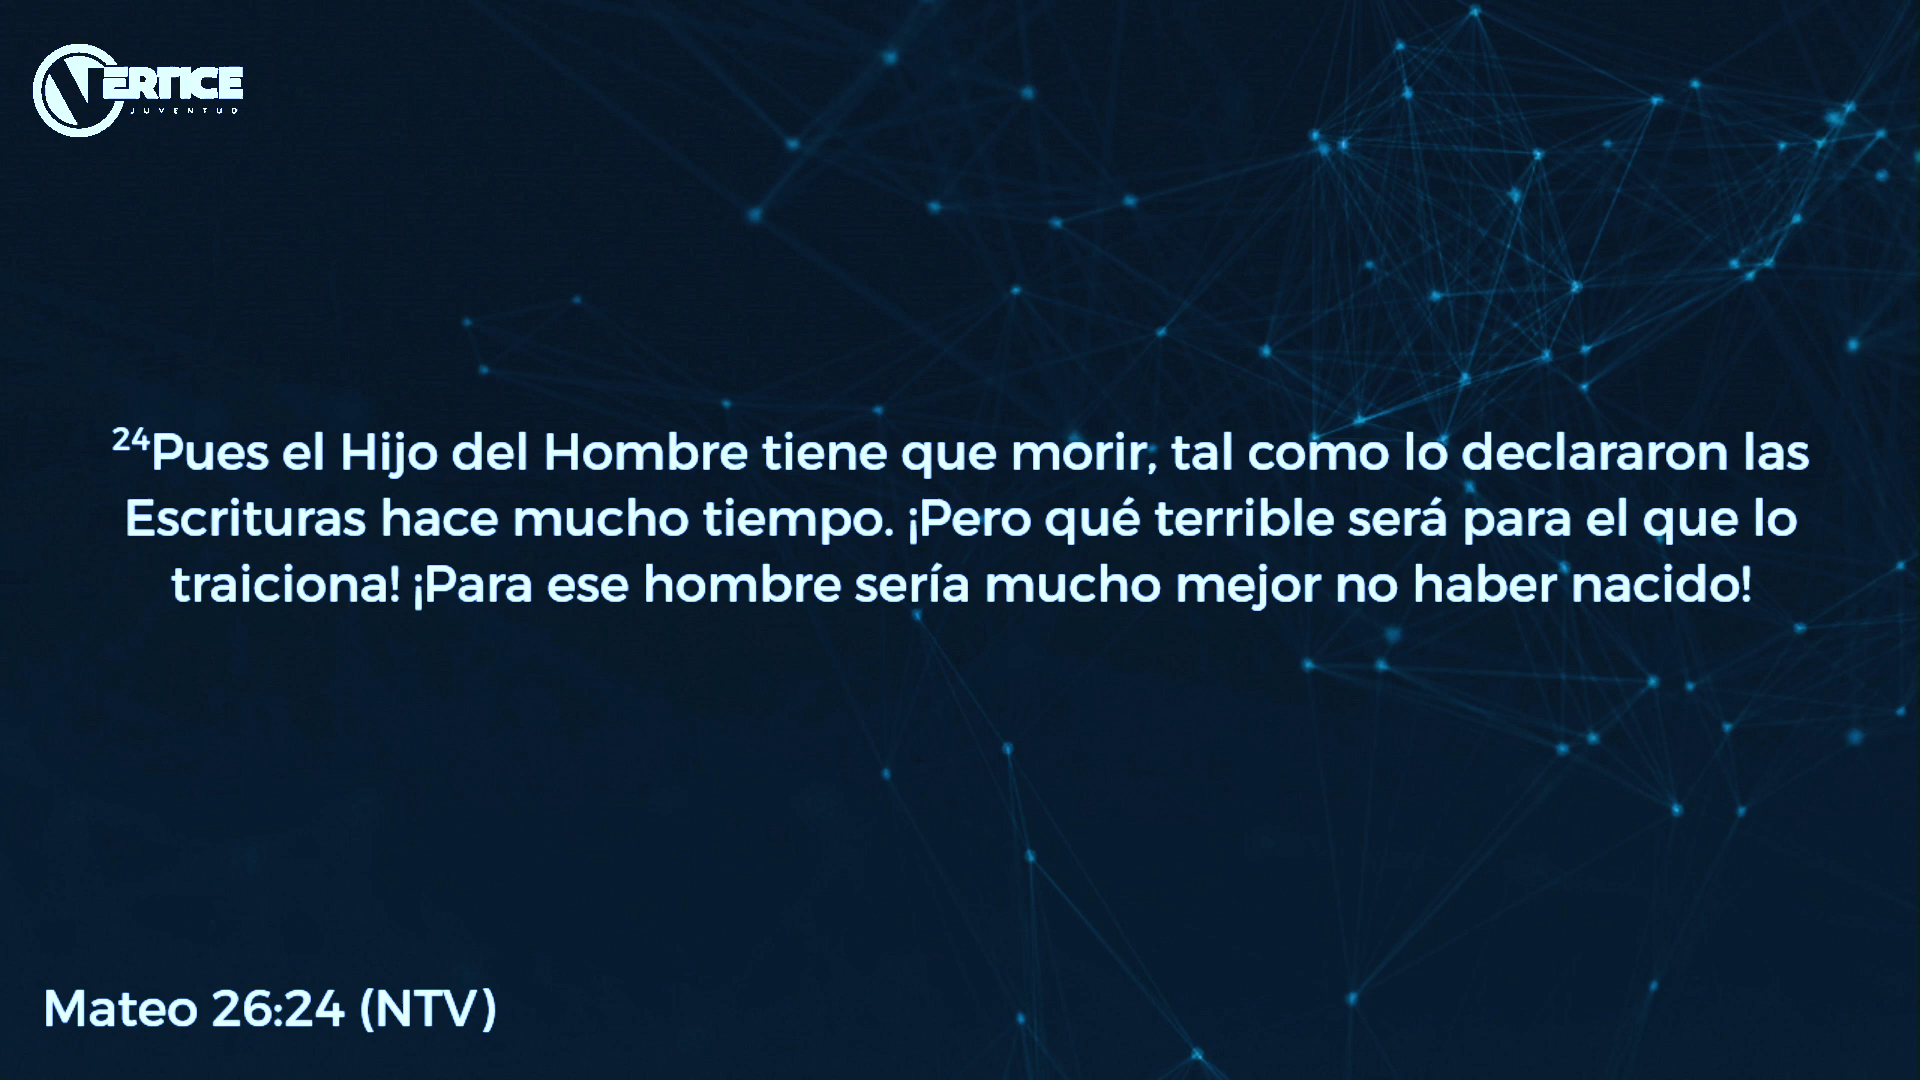 VERTICE
JUVENTUD
24Pues el Hijo del Hombre tiene que morir, tal como lo declararon las
Escrituras hace mucho tiempo. ¡Pero qué terrible será para el que lo
traiciona! ¡Para ese hombre sería mucho mejor no haber nacido!
Mateo 26:24 (NTV)